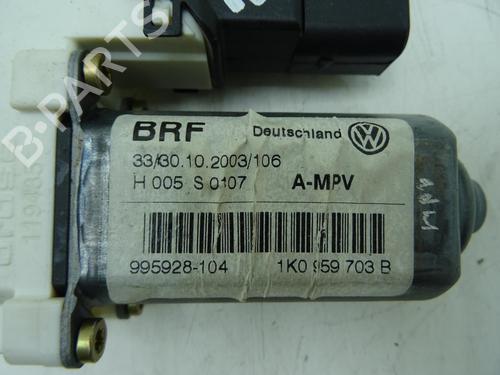 BRF Deutschland
33/30.10.2003/106
H 005 S 0107 A-MPV
995928-104 1K0 959 703 B
B-PARTS